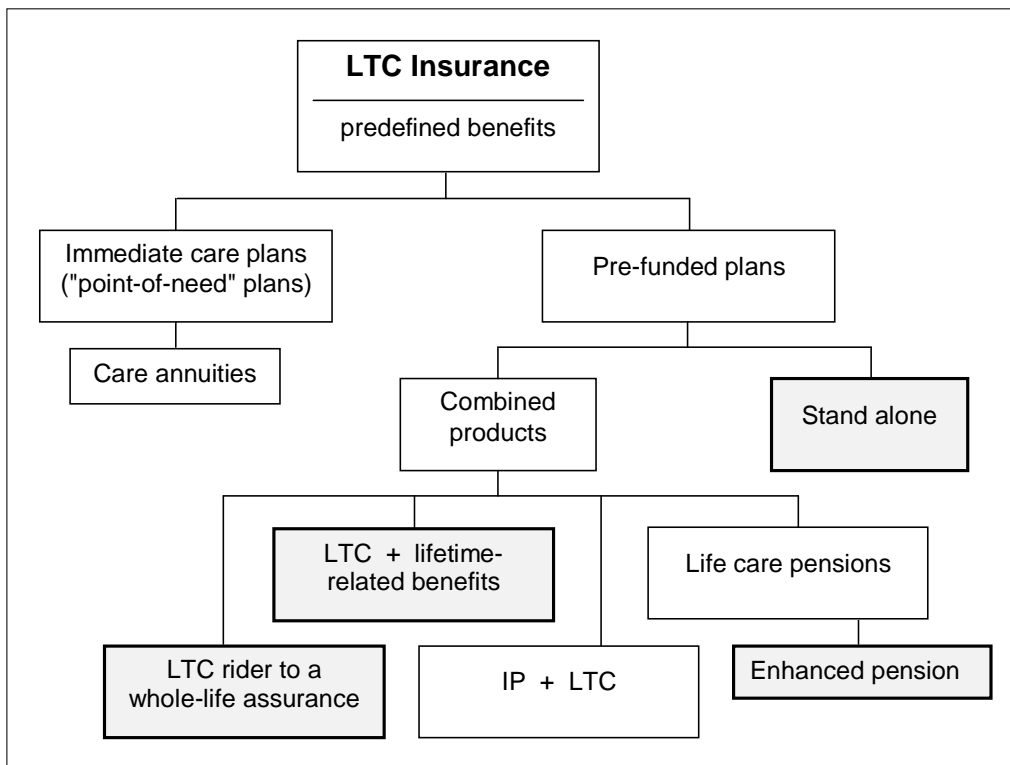 LTC Insurance
predefined benefits
Immediate care plans
("point-of-need" plans)
Pre-funded plans
Care annuities
Combined
products
Stand alone
LTC + lifetime-
related benefits
Life care pensions
LTC rider to a
whole-life assurance
IP + LTC
Enhanced pension